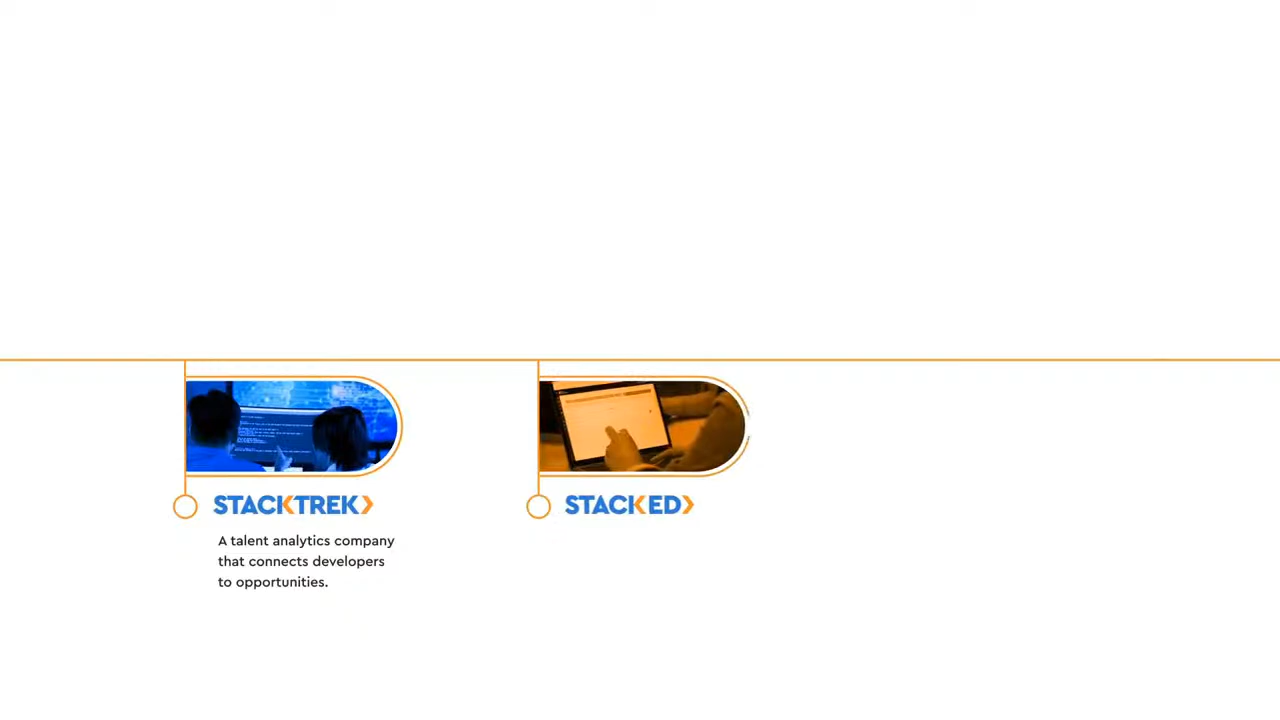 STACKTREK
A talent analytics company
that connects developers
to opportunities.
STACKED